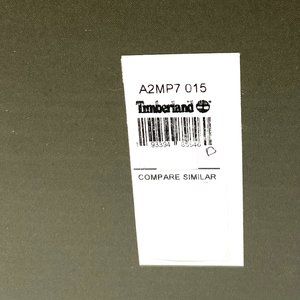 A2MP7 015
Timberland
COMPARE SIMILAR